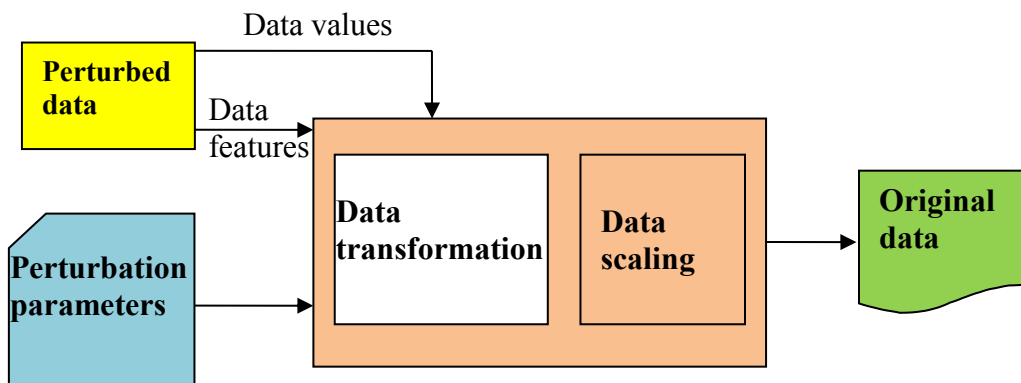 Data values
Perturbed
data
Data
features
Perturbation
parameters
Data
transformation
Data
scaling
Original
data